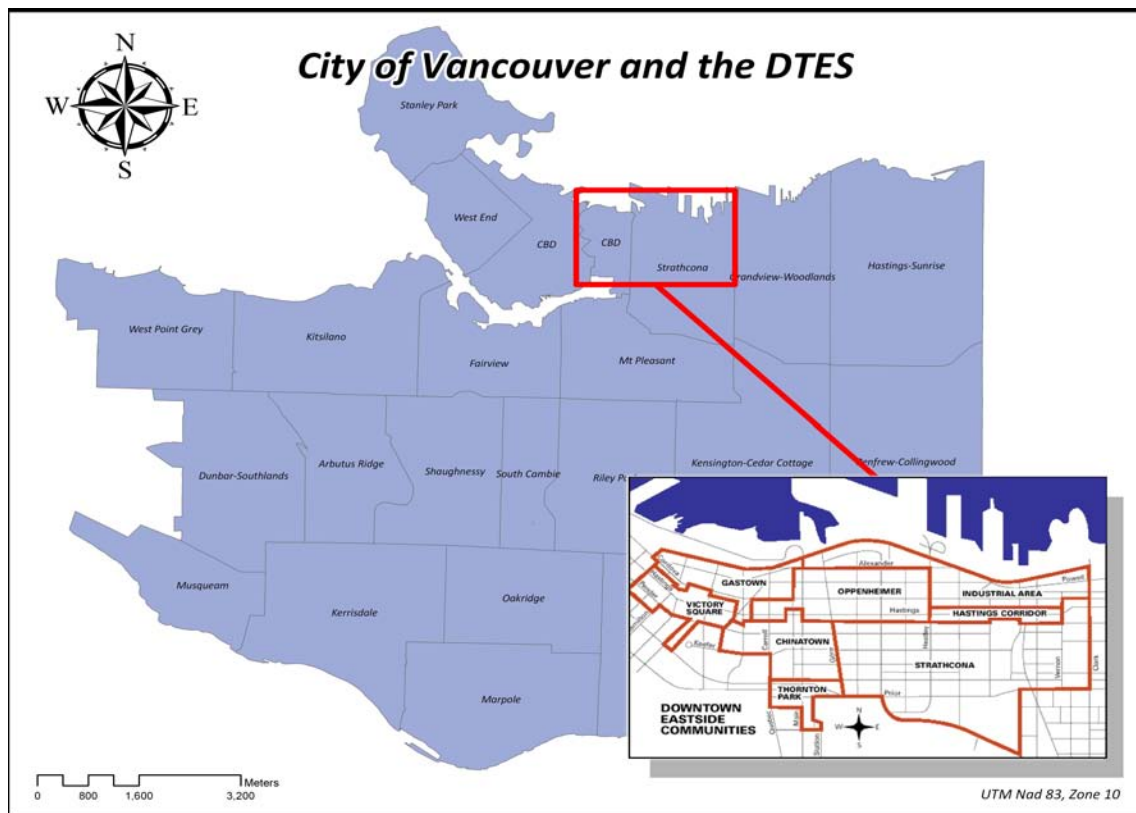 City of Vancouver and the DTES
N
W E
S
Stanley Park
West End
CBD
CBD
Strathcona
Grandview-Woodlands
Hastings-Sunrise
West Point Grey
Kitsilano
Fairview
Mt Pleasant
Dunbar-Southlands
Arbutus Ridge
Shaughnessy
South Cambie
Riley
Kensington-Cedar Cottage
Renfrew-Collingwood
Musqueam
Kerrisdale
Oakridge
Marpole
Cordova
Hastings
Pender
GASTOWN
Alexander
Powell
OPPENHEIMER
INDUSTRIAL AREA
VICTORY
SQUARE
Hastings
HASTINGS CORRIDOR
Keefer
Carrall
CHINATOWN
Gore
Heatley
STRATHCONA
Vernon
Clark
THORNTON
PARK
Prior
DOWNTOWN
EASTSIDE
COMMUNITIES
Quebec
Main
Station
N
W E
S
Meters
0 800 1,600 3,200
UTM Nad 83, Zone 10